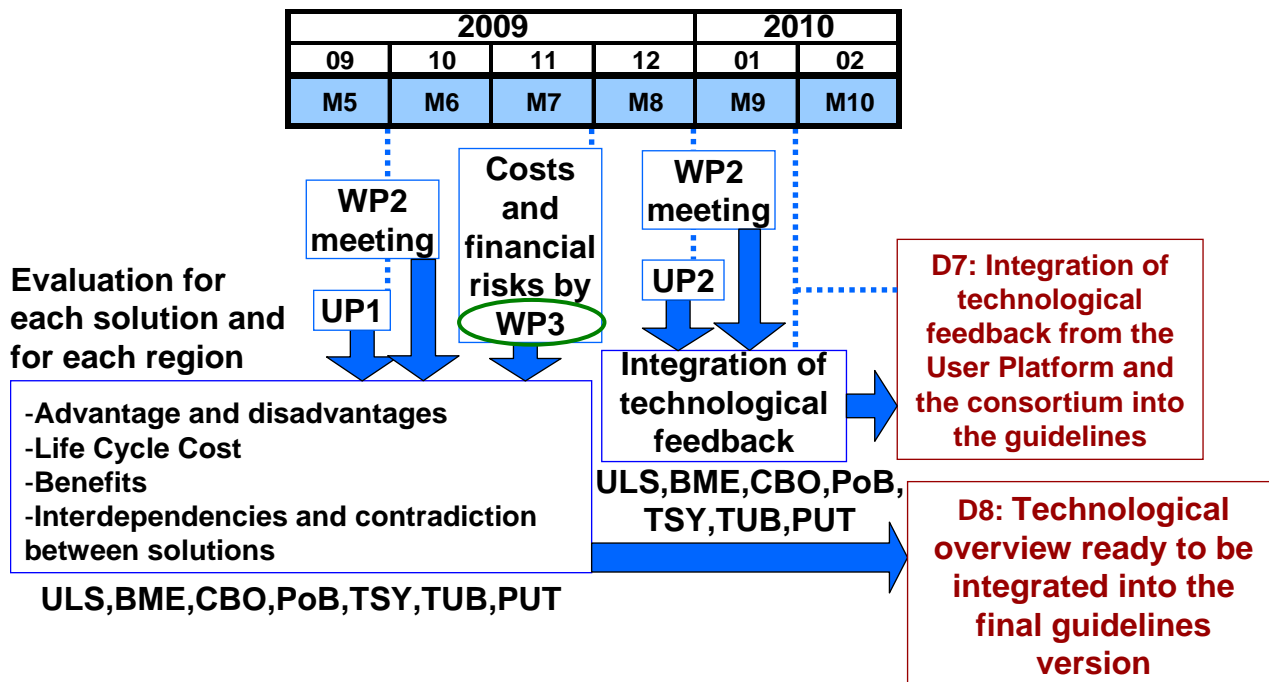 2009 2010
09 10 11 12 01 02
M5 M6 M7 M8 M9 M10
WP2
meeting
Costs
and
financial
risks by
WP3
WP2
meeting
UP1
UP2
Evaluation for
each solution and
for each region
-Advantage and disadvantages
-Life Cycle Cost
-Benefits
-Interdependencies and contradiction
between solutions
ULS,BME,CBO,PoB,TSY,TUB,PUT
Integration of
technological
feedback
ULS,BME,CBO,PoB,
TSY,TUB,PUT
D7: Integration of
technological
feedback from the
User Platform and
the consortium into
the guidelines
D8: Technological
overview ready to be
integrated into the
final guidelines
version